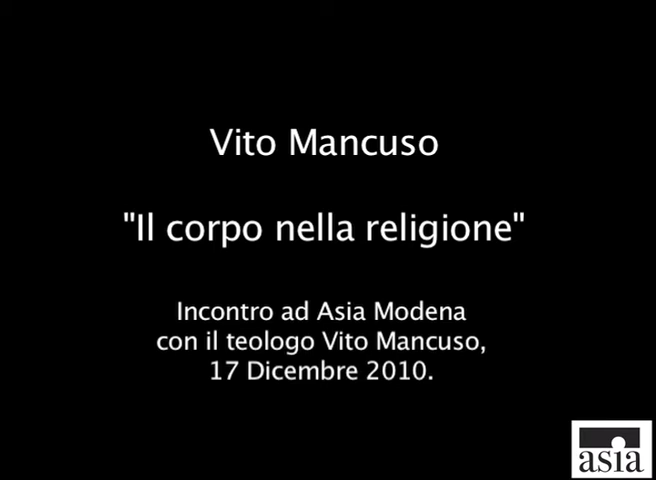 Vito Mancuso
"Il corpo nella religione"
Incontro ad Asia Modena
con il teologo Vito Mancuso,
17 Dicembre 2010.
asia